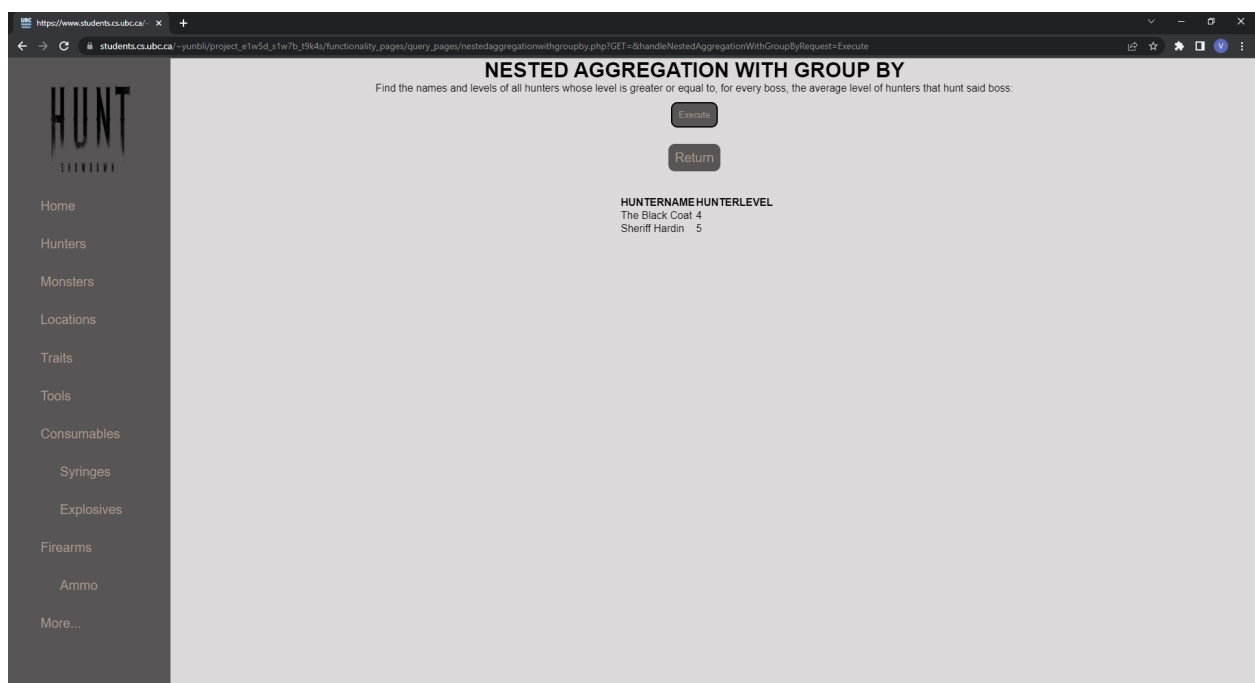 UBC https://www.students.cs.ubc.ca/~
students.cs.ubc.ca/~yunbli/project_e1w5d_s1w7b_t9k4s/functionality_pages/query_pages/nestedaggregationwithgroupby.php?GET=&handleNestedAggregationWithGroupByRequest=Execute
V
HUNT
SHOWDOWN
Home
Hunters
Monsters
Locations
Traits
Tools
Consumables
Syringes
Explosives
Firearms
Ammo
More...
NESTED AGGREGATION WITH GROUP BY
Find the names and levels of all hunters whose level is greater or equal to, for every boss, the average level of hunters that hunt said boss:
Execute
Return
HUNTERNAME HUNTERLEVEL
The Black Coat 4
Sheriff Hardin 5